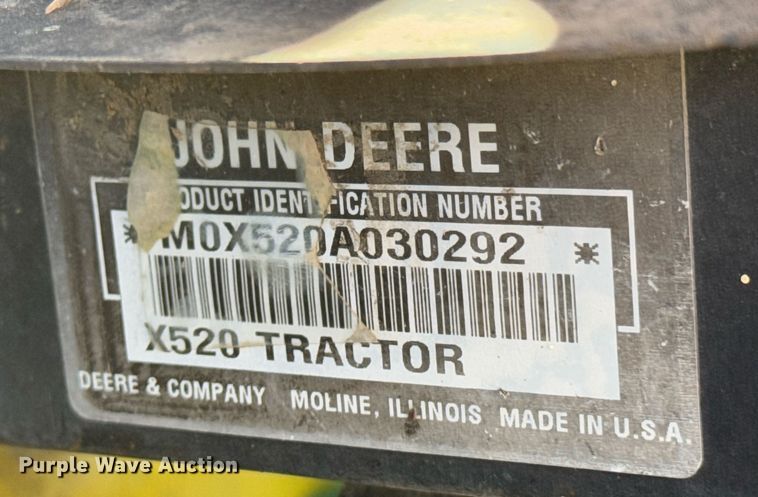 JOHN DEERE
PRODUCT IDENTIFICATION NUMBER
*M0X520A030292 *
X520 TRACTOR
DEERE & COMPANY MOLINE, ILLINOIS MADE IN U.S.A.
Purple Wave Auction